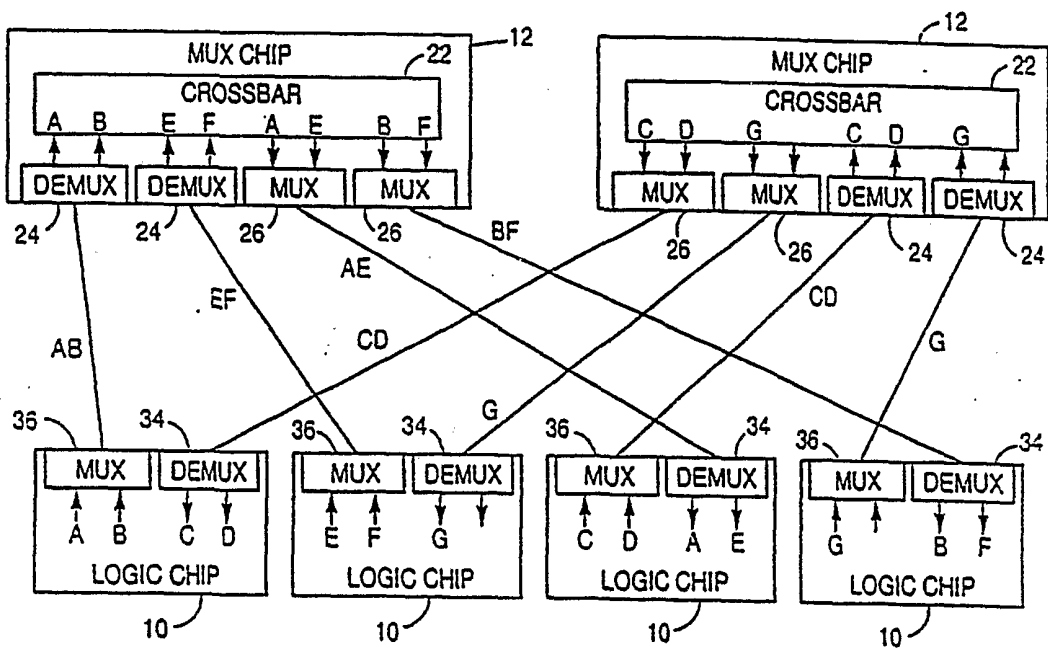 12
MUX CHIP
22
CROSSBAR
A B E F A E B F
DEMUX DEMUX MUX MUX
24 24 26 26
12
MUX CHIP
22
CROSSBAR
C D G C D G
MUX MUX DEMUX DEMUX
26 26 24 24
AB EF CD AE G BF CD G
36 34 36 34 36 34 36 34
MUX DEMUX MUX DEMUX MUX DEMUX MUX DEMUX
A B C D E F G C D A E G B F
LOGIC CHIP LOGIC CHIP LOGIC CHIP LOGIC CHIP
10 10 10 10